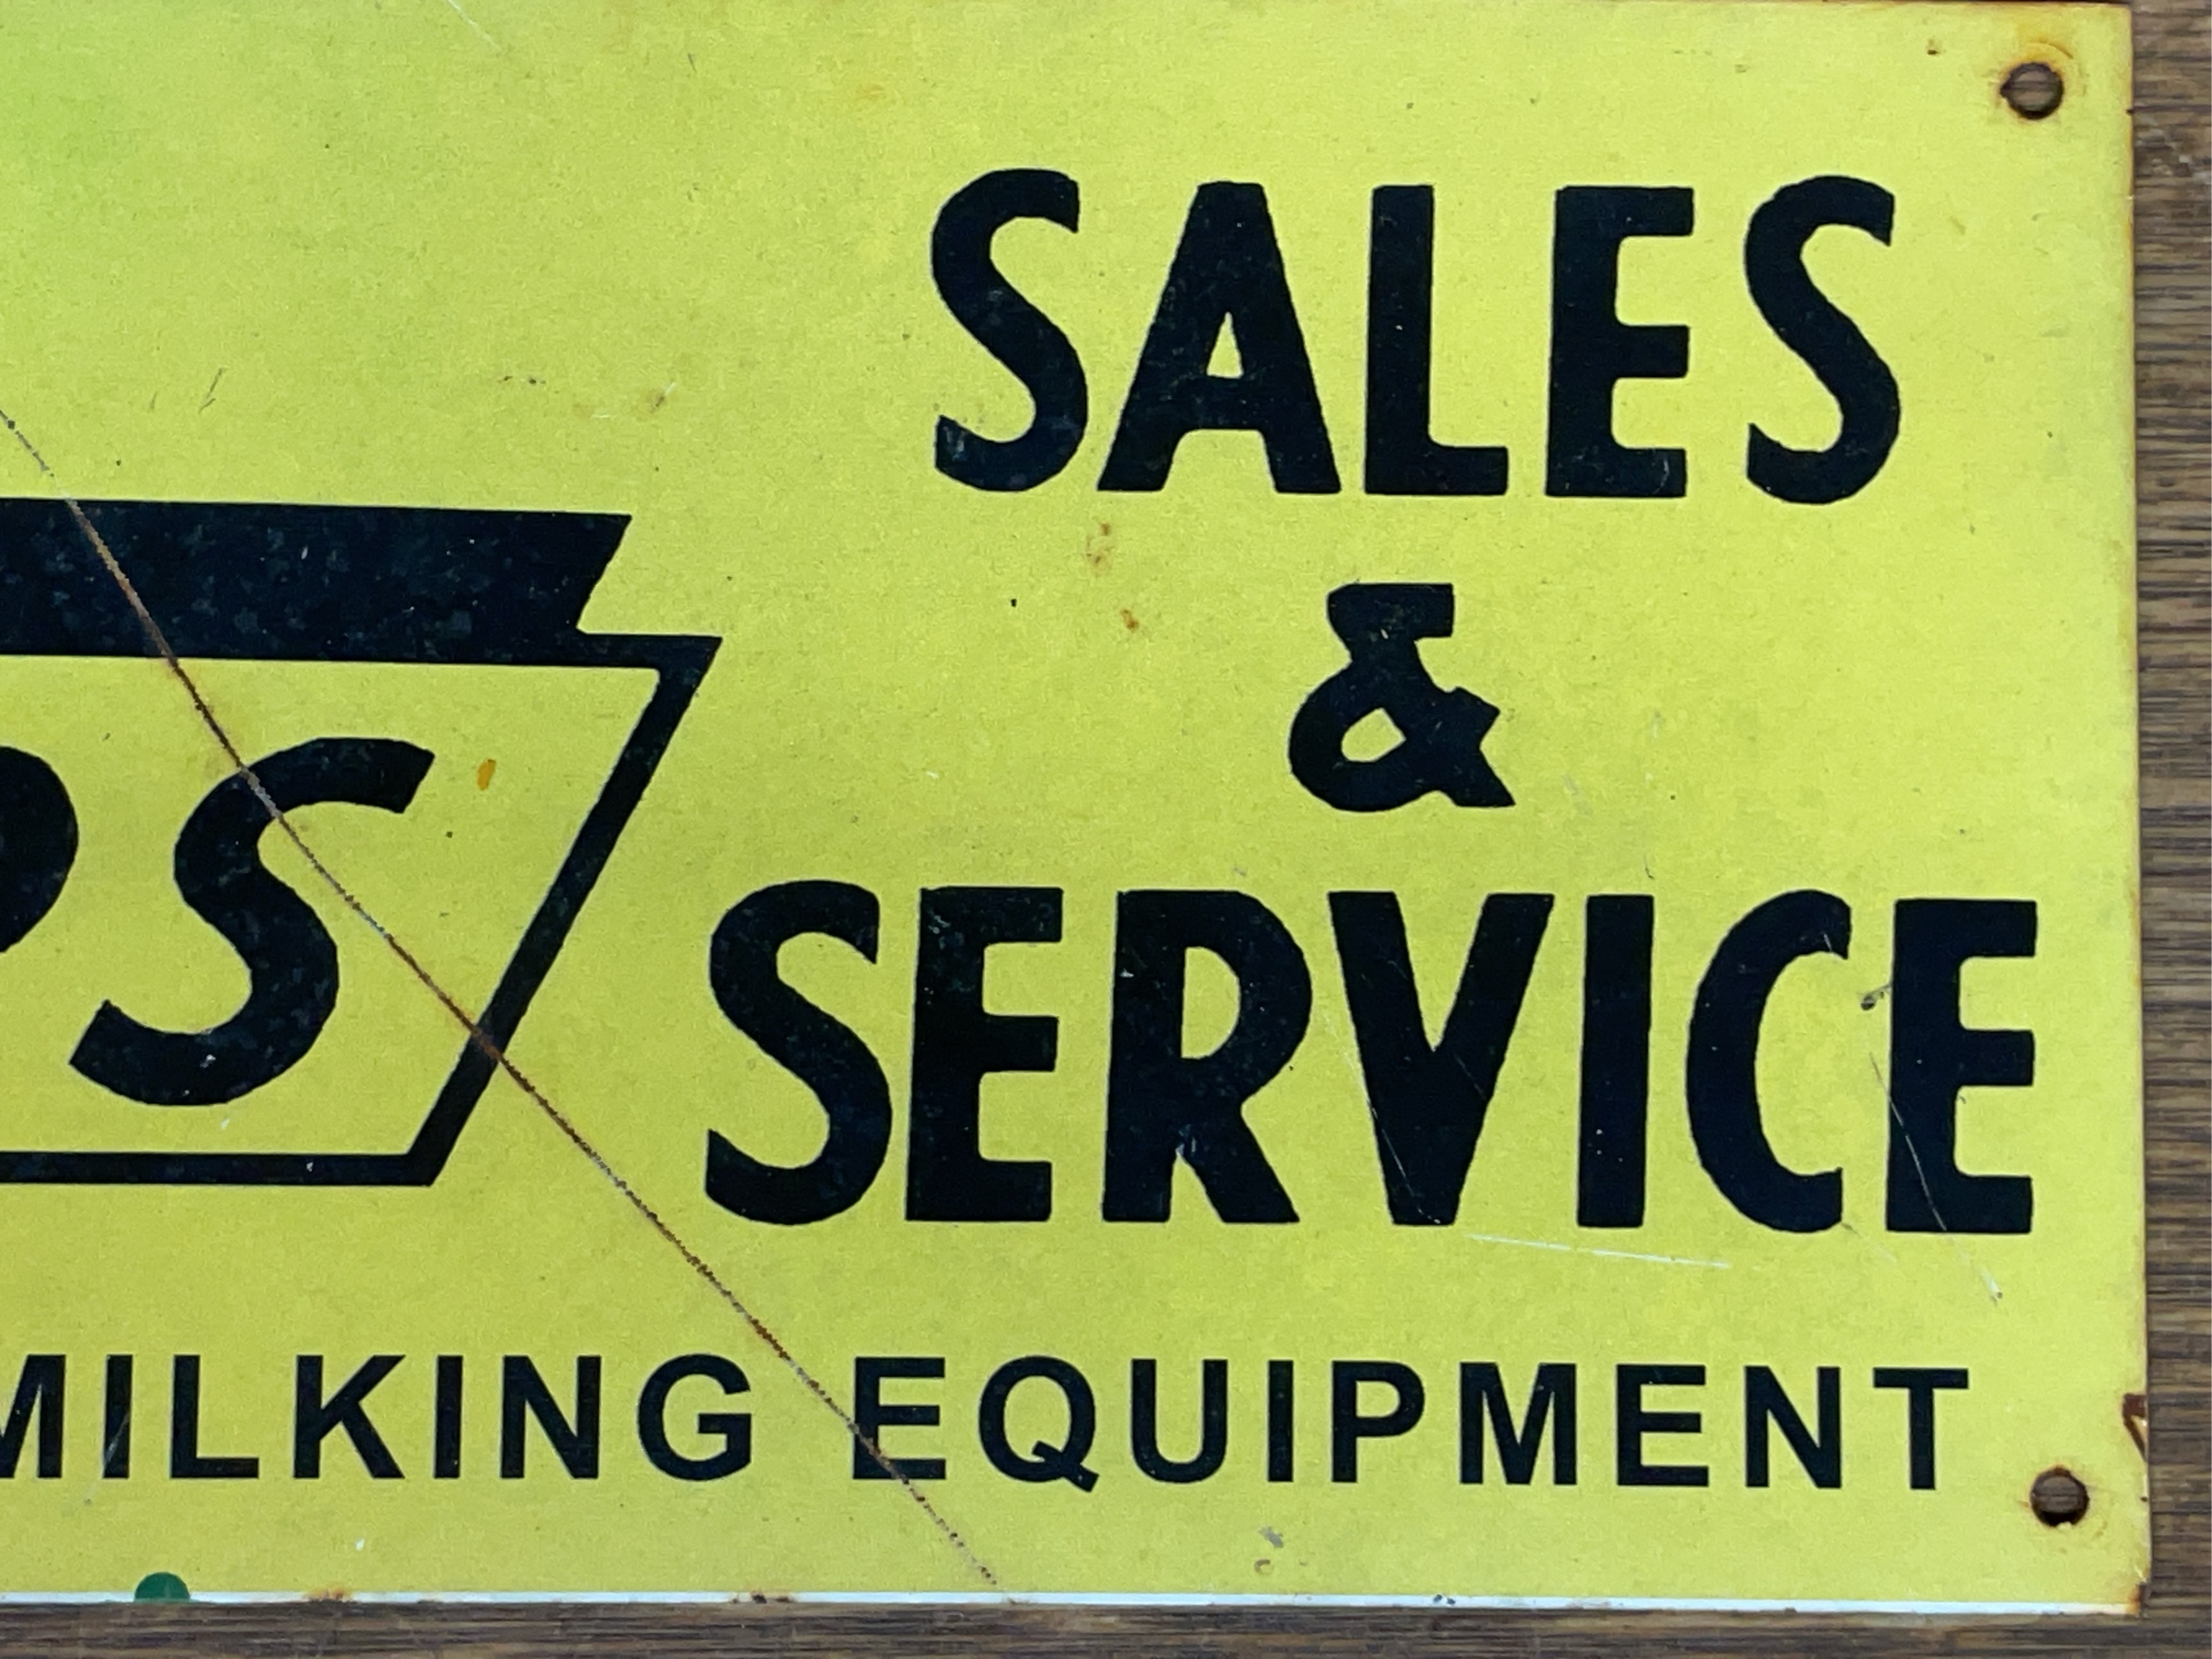 SALES
&
SERVICE
MILKING EQUIPMENT